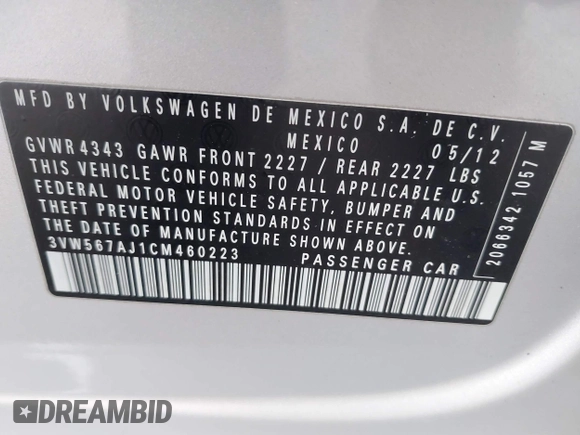 MFD BY VOLKSWAGEN DE MEXICO S.A. DE C.V.
MEXICO 05/12
GVWR 4343 GAWR FRONT 2227 / REAR 2227 LBS
THIS VEHICLE CONFORMS TO ALL APPLICABLE U.S.
FEDERAL MOTOR VEHICLE SAFETY, BUMPER AND
THEFT PREVENTION STANDARDS IN EFFECT ON
THE DATE OF MANUFACTURE SHOWN ABOVE.
3VW567AJ1CM460223 PASSENGER CAR
2066342 1057 M
DREAMBID